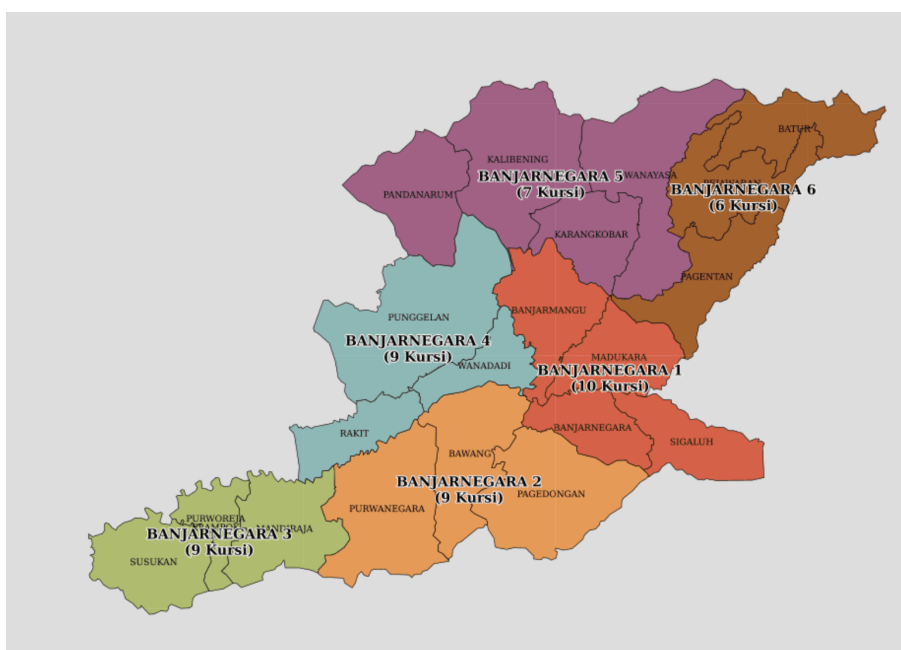 BATUR
KALIBENING
WANAYASA
BANJARNEGARA 5
(7 Kursi)
BANJARNEGARA 6
(6 Kursi)
PANDANARUM
KARANGKOBAR
PAGENTAN
BANJARMANGU
PUNGGELAN
BANJARNEGARA 4
(9 Kursi)
MADUKARA
WANADADI
BANJARNEGARA 1
(10 Kursi)
RAKIT
BANJARNEGARA
SIGALUH
BAWANG
BANJARNEGARA 2
(9 Kursi)
PAGEDONGAN
PURWANEGARA
PURWOREJA
MANDIRAJA
BANJARNEGARA 3
(9 Kursi)
SUSUKAN